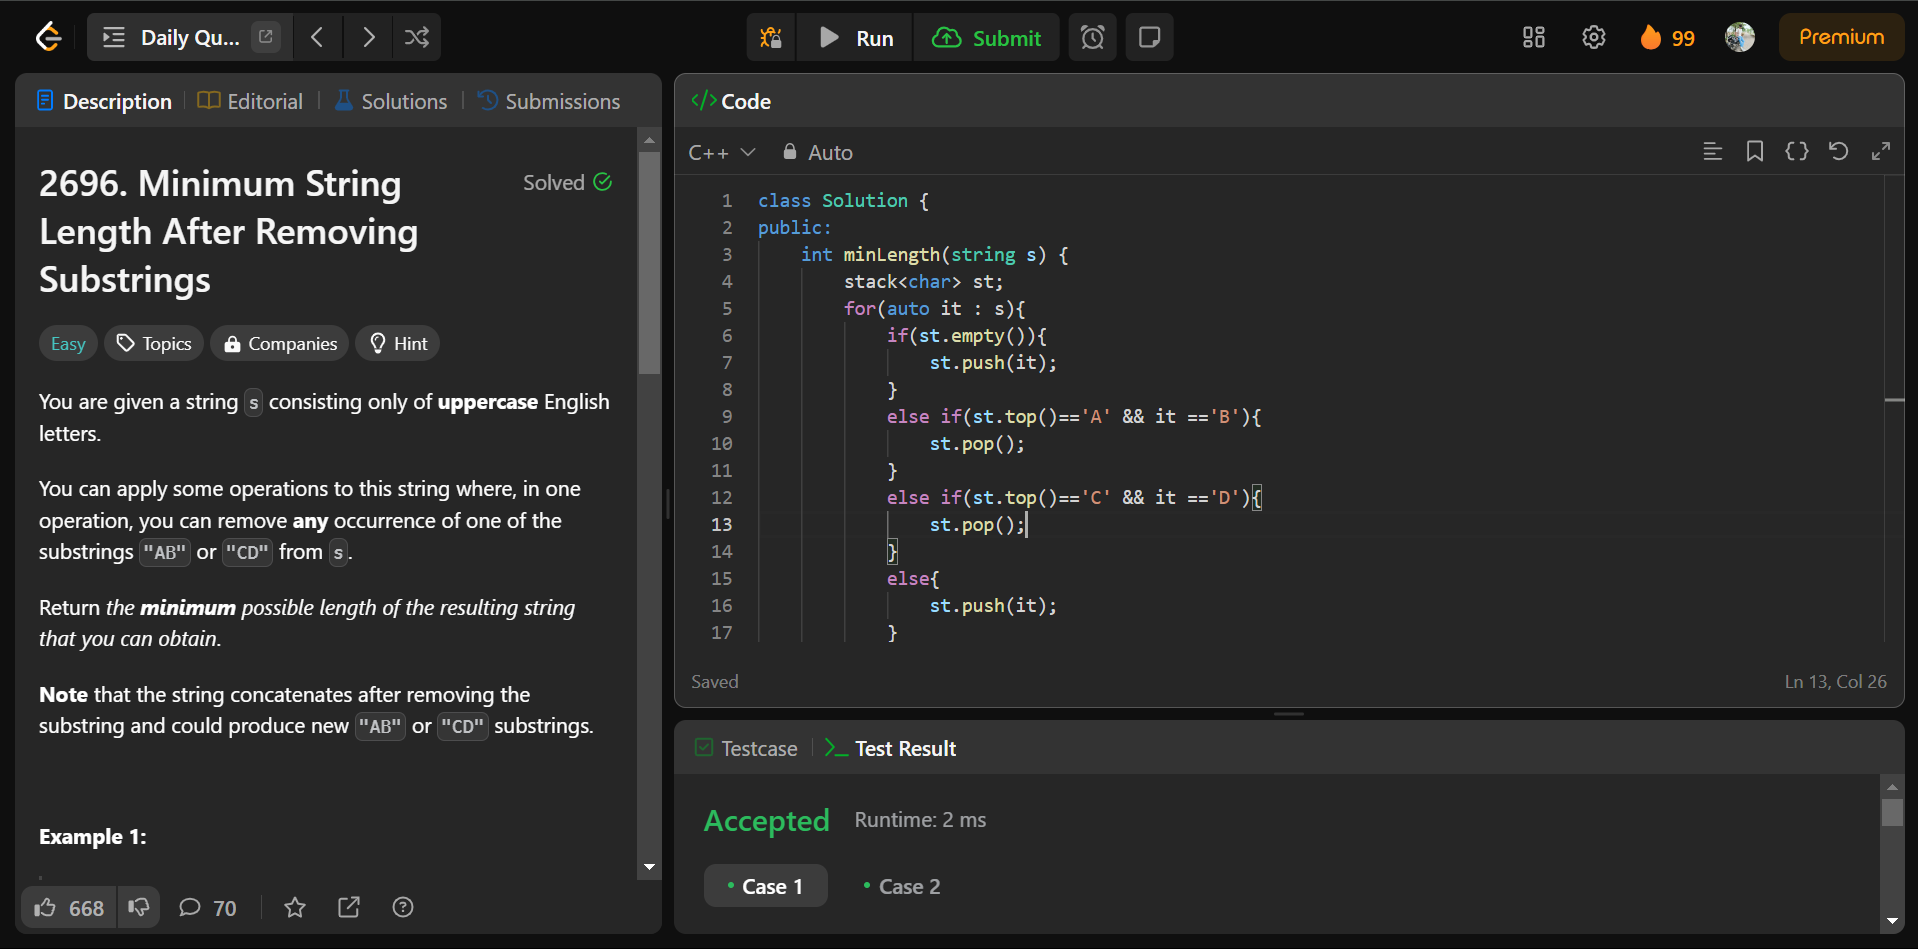 Daily Qu...
Run
Submit
99
Premium
Description
Editorial
Solutions
Submissions
2696. Minimum String
Length After Removing
Substrings
Solved
Easy
Topics
Companies
Hint
You are given a string s consisting only of uppercase English
letters.
You can apply some operations to this string where, in one
operation, you can remove any occurrence of one of the
substrings "AB" or "CD" from s.
Return the minimum possible length of the resulting string
that you can obtain.
Note that the string concatenates after removing the
substring and could produce new "AB" or "CD" substrings.
Example 1:
668
70
</> Code
C++
Auto
1 class Solution {
2 public:
3     int minLength(string s) {
4         stack<char> st;
5         for(auto it : s){
6             if(st.empty()){
7                 st.push(it);
8             }
9             else if(st.top()=='A' && it =='B'){
10                 st.pop();
11             }
12             else if(st.top()=='C' && it =='D'){
13                 st.pop();
14             }
15             else{
16                 st.push(it);
17             }
Saved
Ln 13, Col 26
Testcase
Test Result
Accepted
Runtime: 2 ms
• Case 1
• Case 2